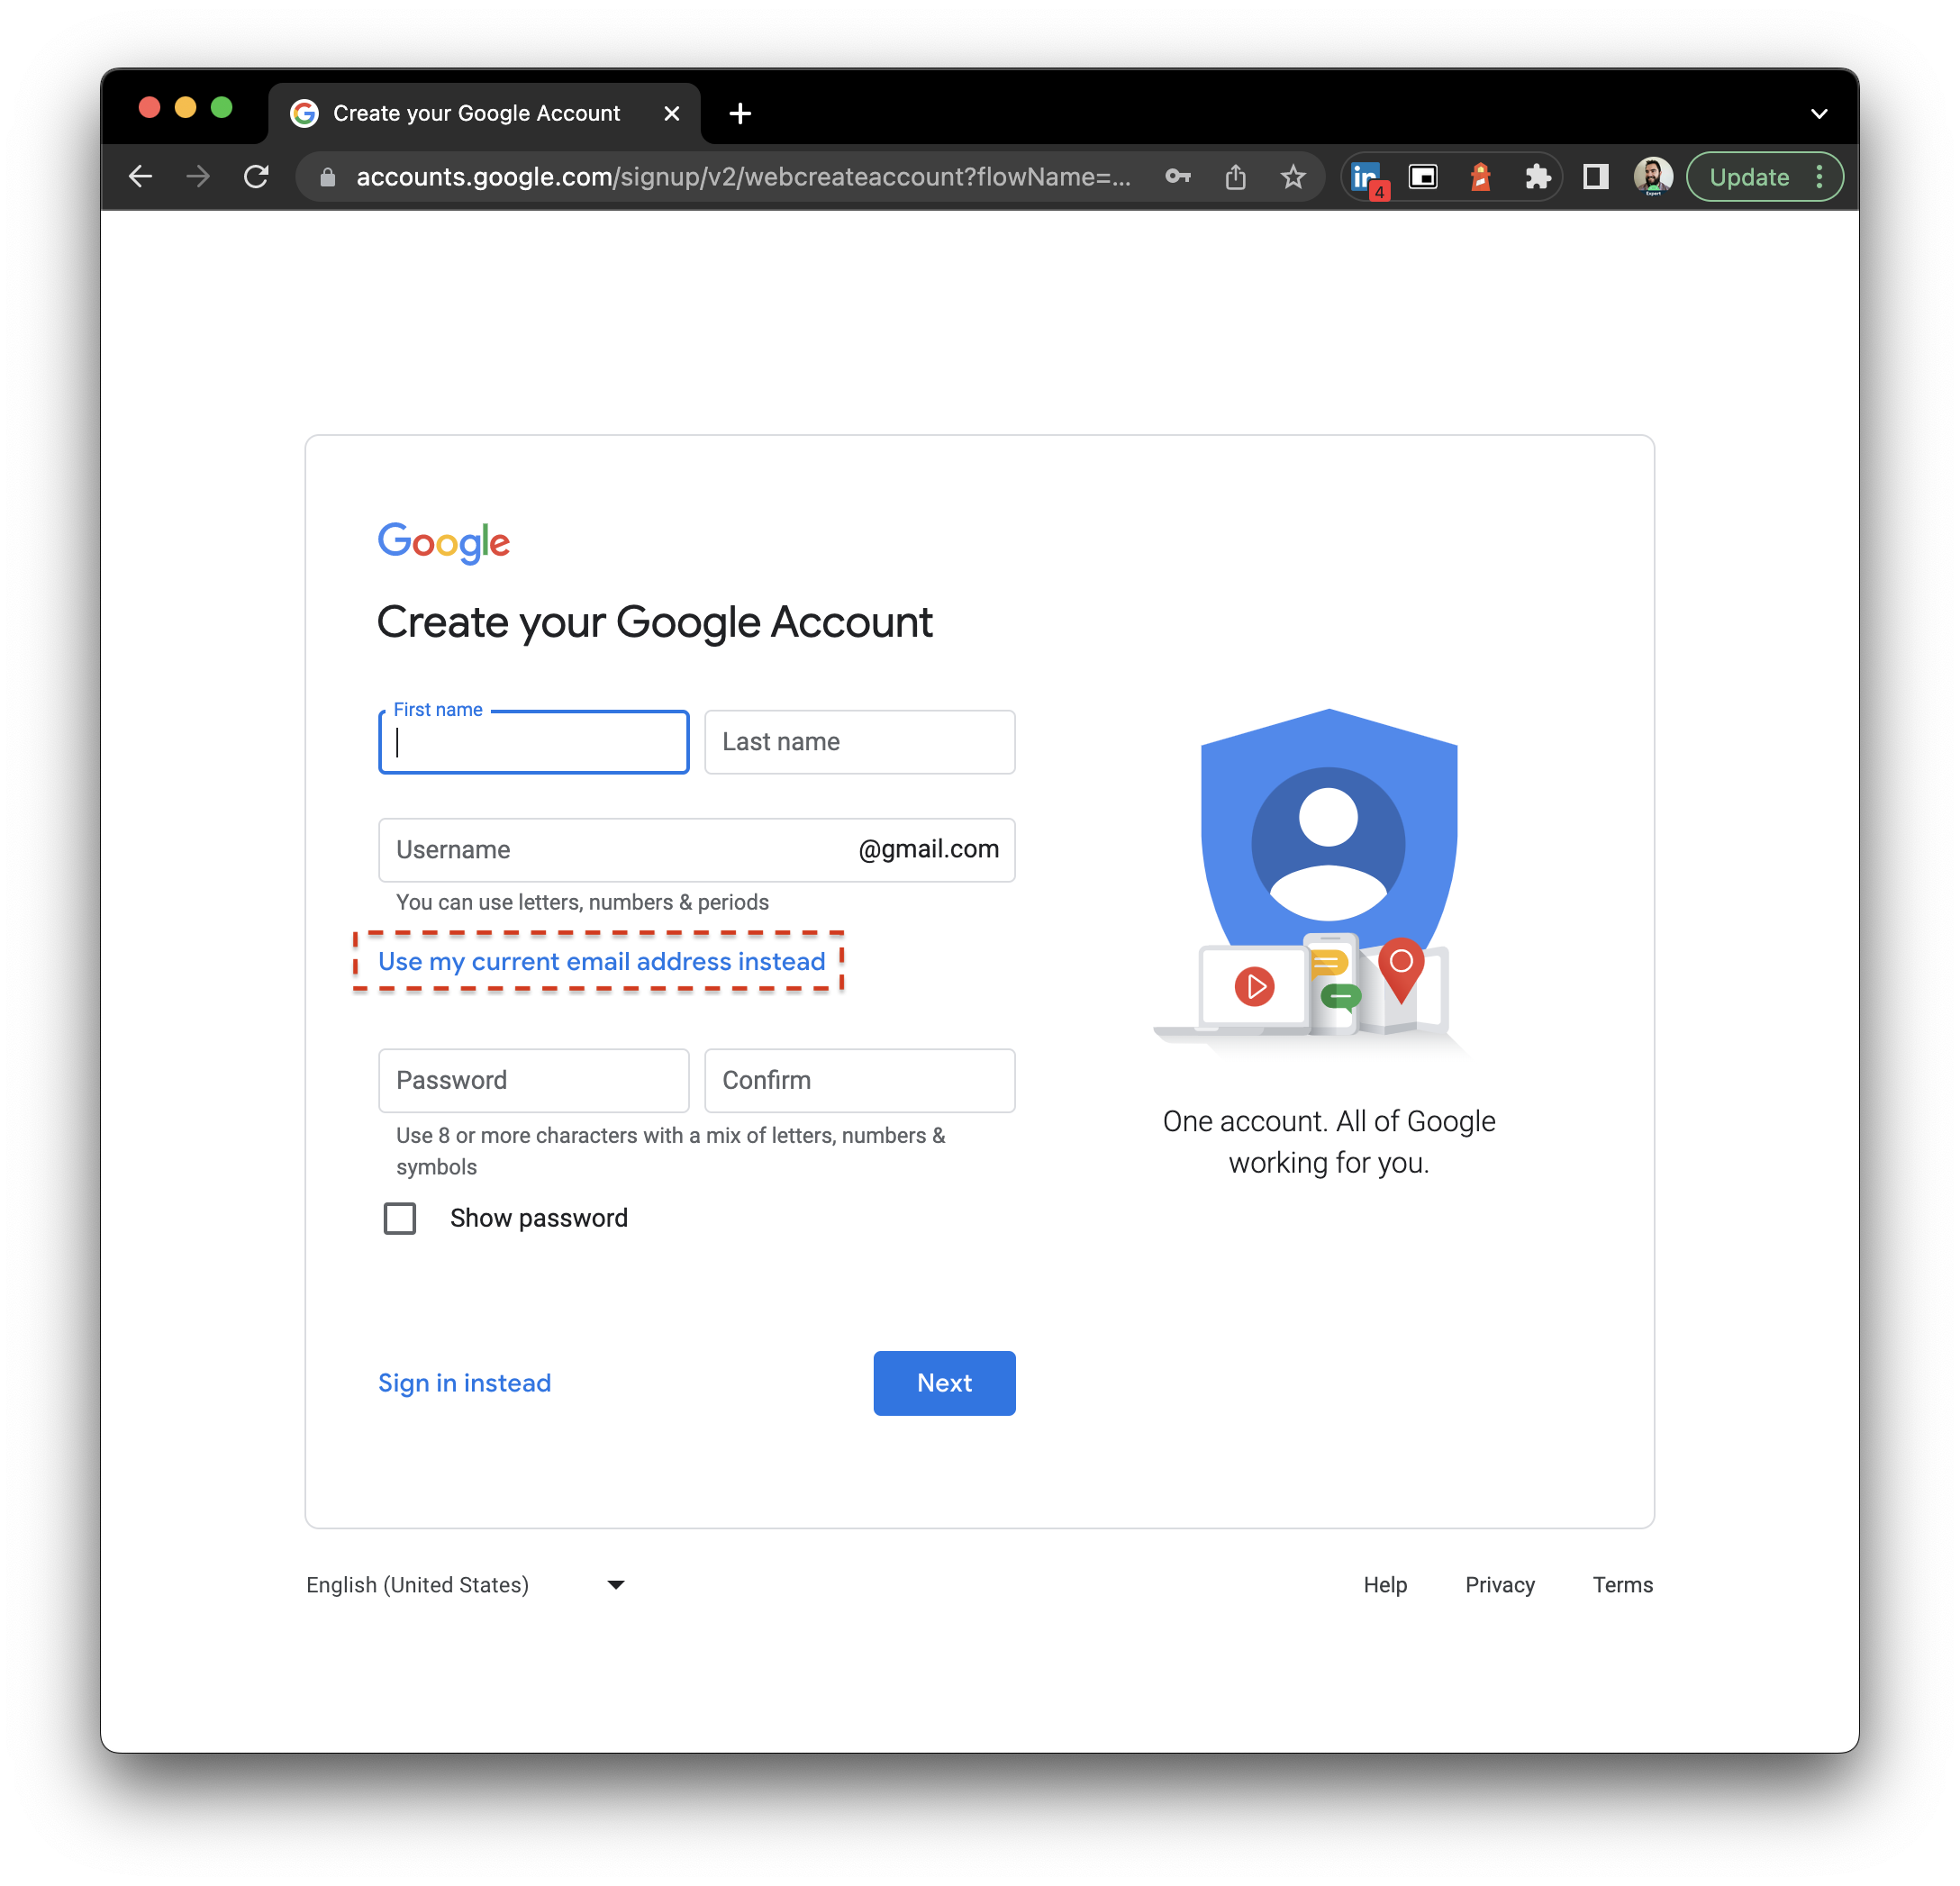 Create your Google Account
accounts.google.com/signup/v2/webcreateaccount?flowName=...
in
4
Update
Google
Create your Google Account
First name
Last name
Username
@gmail.com
You can use letters, numbers & periods
Use my current email address instead
Password
Confirm
Use 8 or more characters with a mix of letters, numbers &
symbols
Show password
One account. All of Google
working for you.
Sign in instead
Next
English (United States)
Help
Privacy
Terms